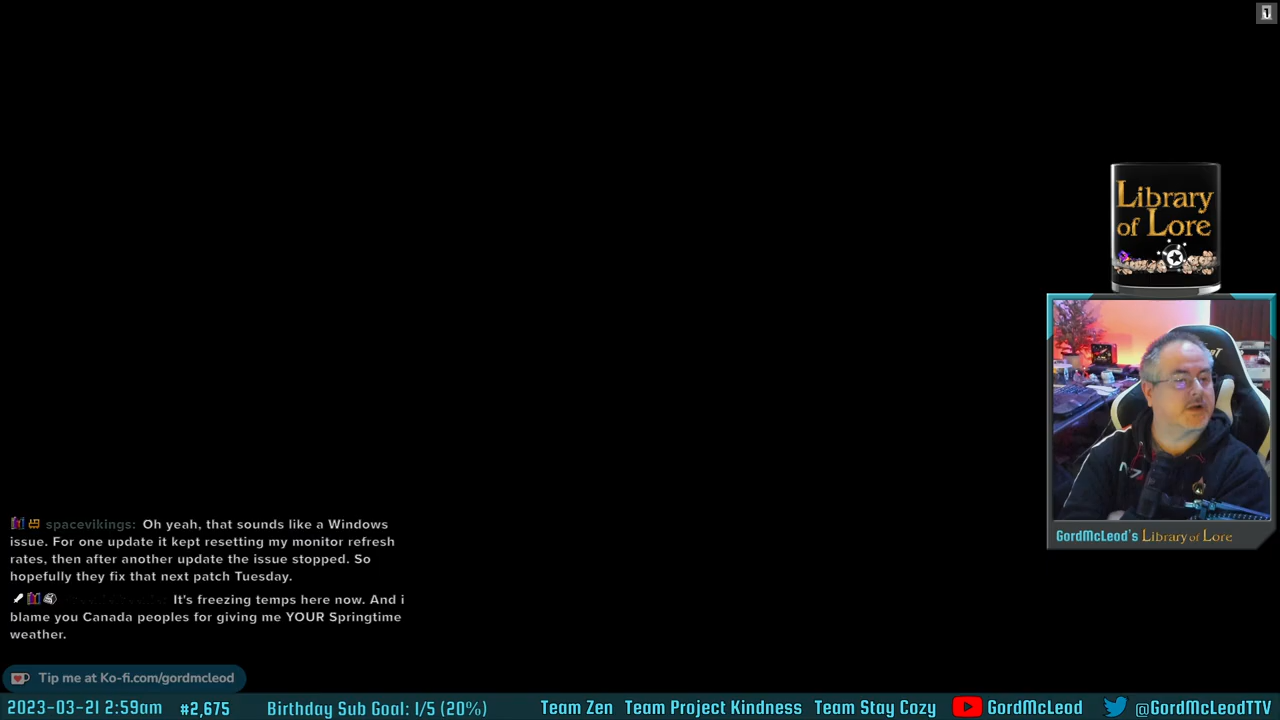 1
Library
of Lore
N7
GordMcLeod's Library of Lore
spacevikings: Oh yeah, that sounds like a Windows
issue. For one update it kept resetting my monitor refresh
rates, then after another update the issue stopped. So
hopefully they fix that next patch Tuesday.
It's freezing temps here now. And i
blame you Canada peoples for giving me YOUR Springtime
weather.
Tip me at Ko-fi.com/gordmcleod
2023-03-21 2:59am #2,675 Birthday Sub Goal: 1/5 (20%) Team Zen Team Project Kindness Team Stay Cozy GordMcLeod @GordMcLeodTTV